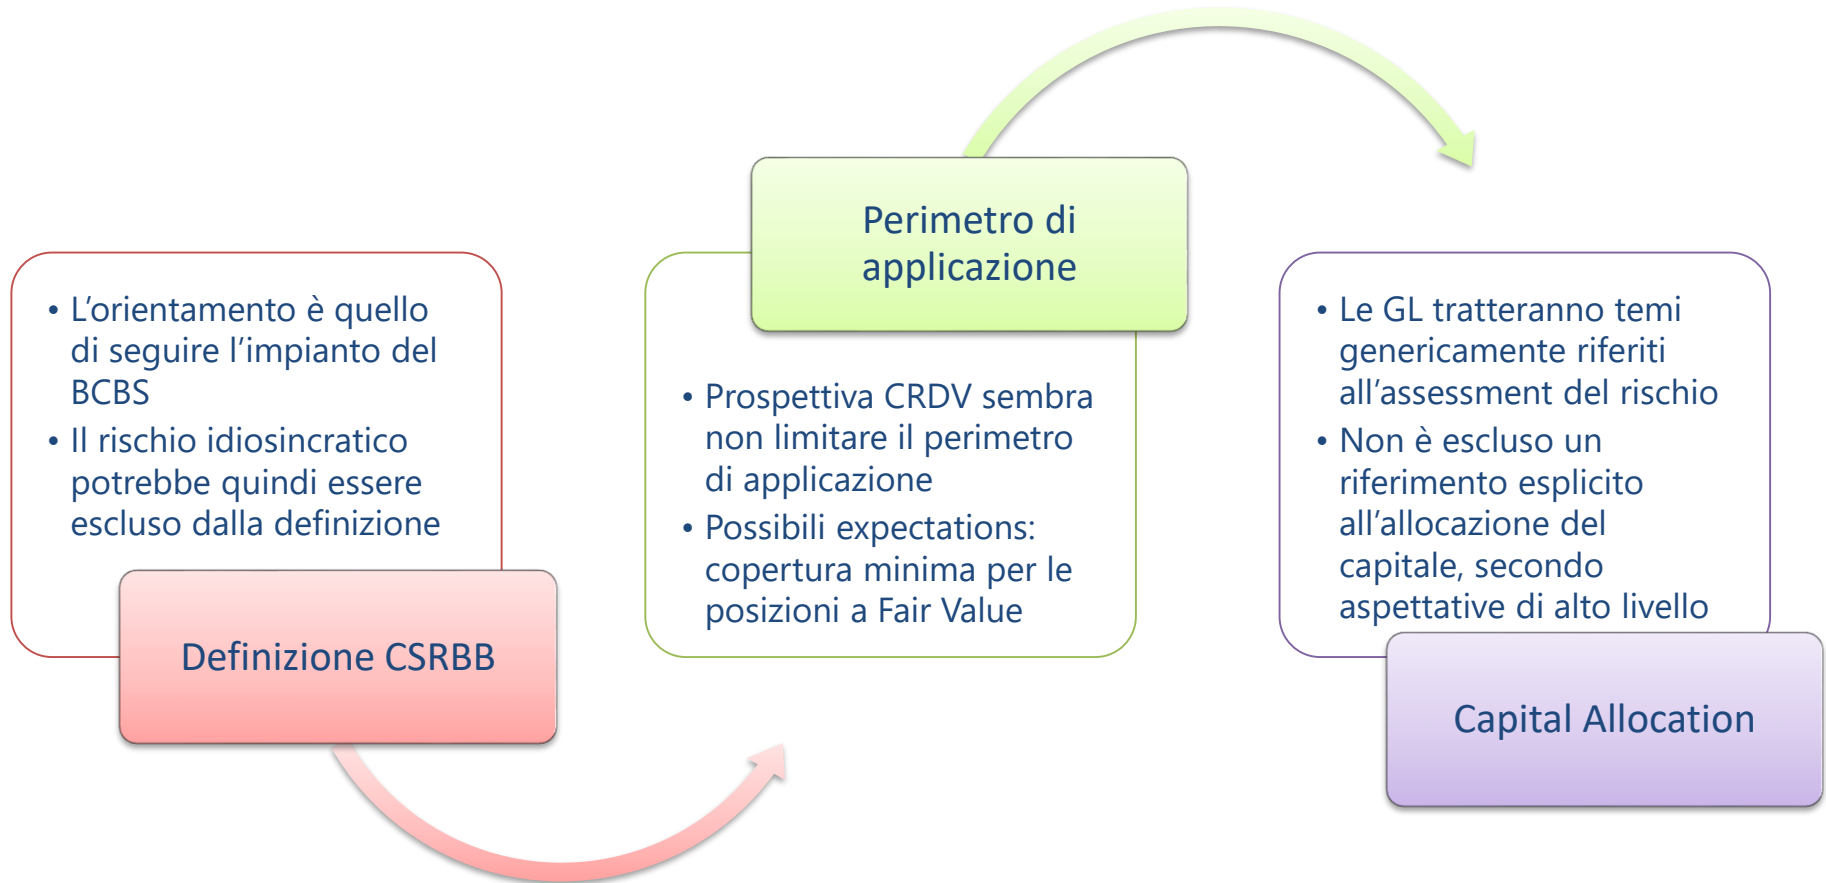 • L’orientamento è quello
di seguire l’impianto del
BCBS
• Il rischio idiosincratico
potrebbe quindi essere
escluso dalla definizione
Definizione CSRBB
Perimetro di
applicazione
• Prospettiva CRDV sembra
non limitare il perimetro
di applicazione
• Possibili expectations:
copertura minima per le
posizioni a Fair Value
• Le GL tratteranno temi
genericamente riferiti
all’assessment del rischio
• Non è escluso un
riferimento esplicito
all’allocazione del
capitale, secondo
aspettative di alto livello
Capital Allocation